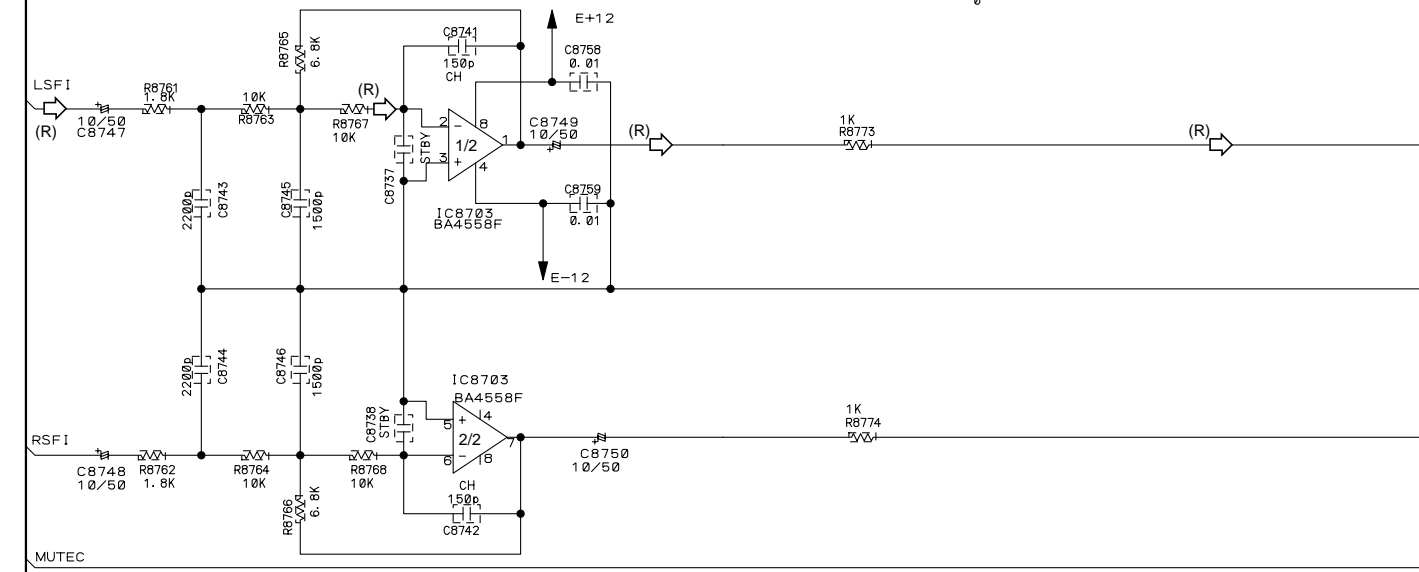 0
E+12
R8765
6.8K
C8741
150p
CH
C8758
0.01
LSFI
(R)
10/50
C8747
R8761
1.8K
10K
R8763
(R)
R8767
10K
C8737
STBY
2
3
8
4
1
1/2
IC8703
BA4558F
C8749
10/50
(R)
1K
R8773
(R)
C8759
0.01
E-12
2200p
C8743
C8745
1500p
2200p
C8744
C8746
1500p
IC8703
BA4558F
C8738
STBY
5
6
4
8
7
2/2
1K
R8774
RSFI
C8748
10/50
R8762
1.8K
R8764
10K
R8768
10K
C8750
10/50
R8766
6.8K
CH
150p
C8742
MUTEC